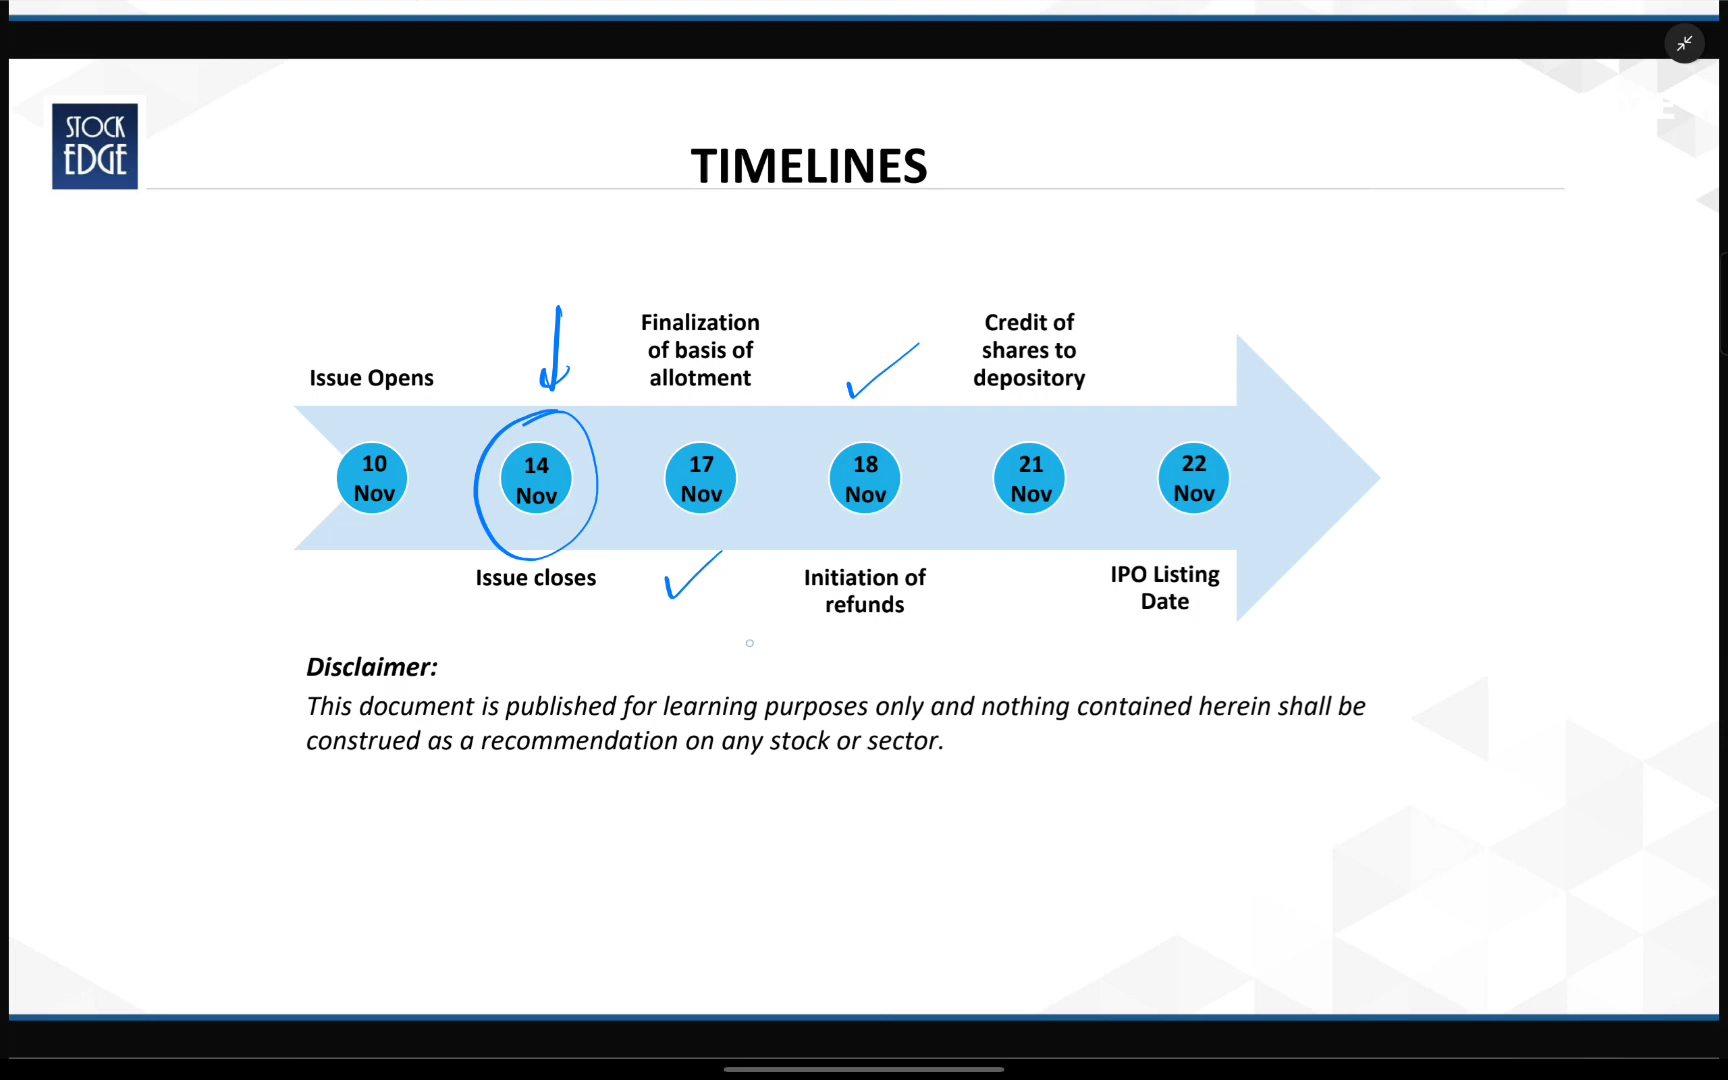 STOCK
EDGE
TIMELINES
Finalization
of basis of
allotment
Credit of
shares to
depository
Issue Opens
10
Nov
14
Nov
17
Nov
18
Nov
21
Nov
22
Nov
Issue closes
Initiation of
refunds
IPO Listing
Date
Disclaimer:
This document is published for learning purposes only and nothing contained herein shall be
construed as a recommendation on any stock or sector.